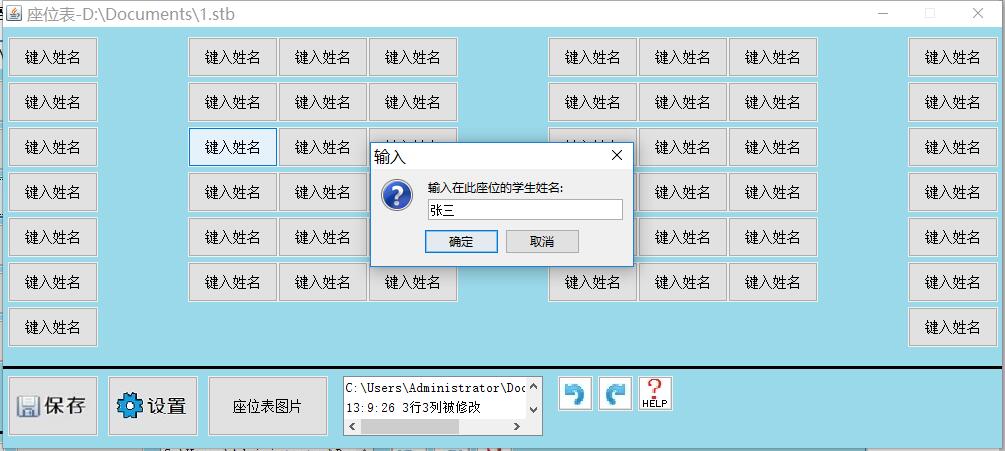 座位表-D:\Documents\1.stb
键入姓名 键入姓名 键入姓名 键入姓名 键入姓名 键入姓名 键入姓名 键入姓名
键入姓名 键入姓名 键入姓名 键入姓名 键入姓名 键入姓名 键入姓名 键入姓名
键入姓名 键入姓名 键入姓名 键入姓名 键入姓名 键入姓名
键入姓名 键入姓名 键入姓名 键入姓名 键入姓名 键入姓名
键入姓名 键入姓名 键入姓名 键入姓名 键入姓名 键入姓名
键入姓名 键入姓名 键入姓名 键入姓名 键入姓名 键入姓名 键入姓名 键入姓名
键入姓名 键入姓名
输入
输入在此座位的学生姓名:
张三
确定 取消
保存 设置 座位表图片
C:\Users\Administrator\Doc
13:9:26 3行3列被修改
HELP